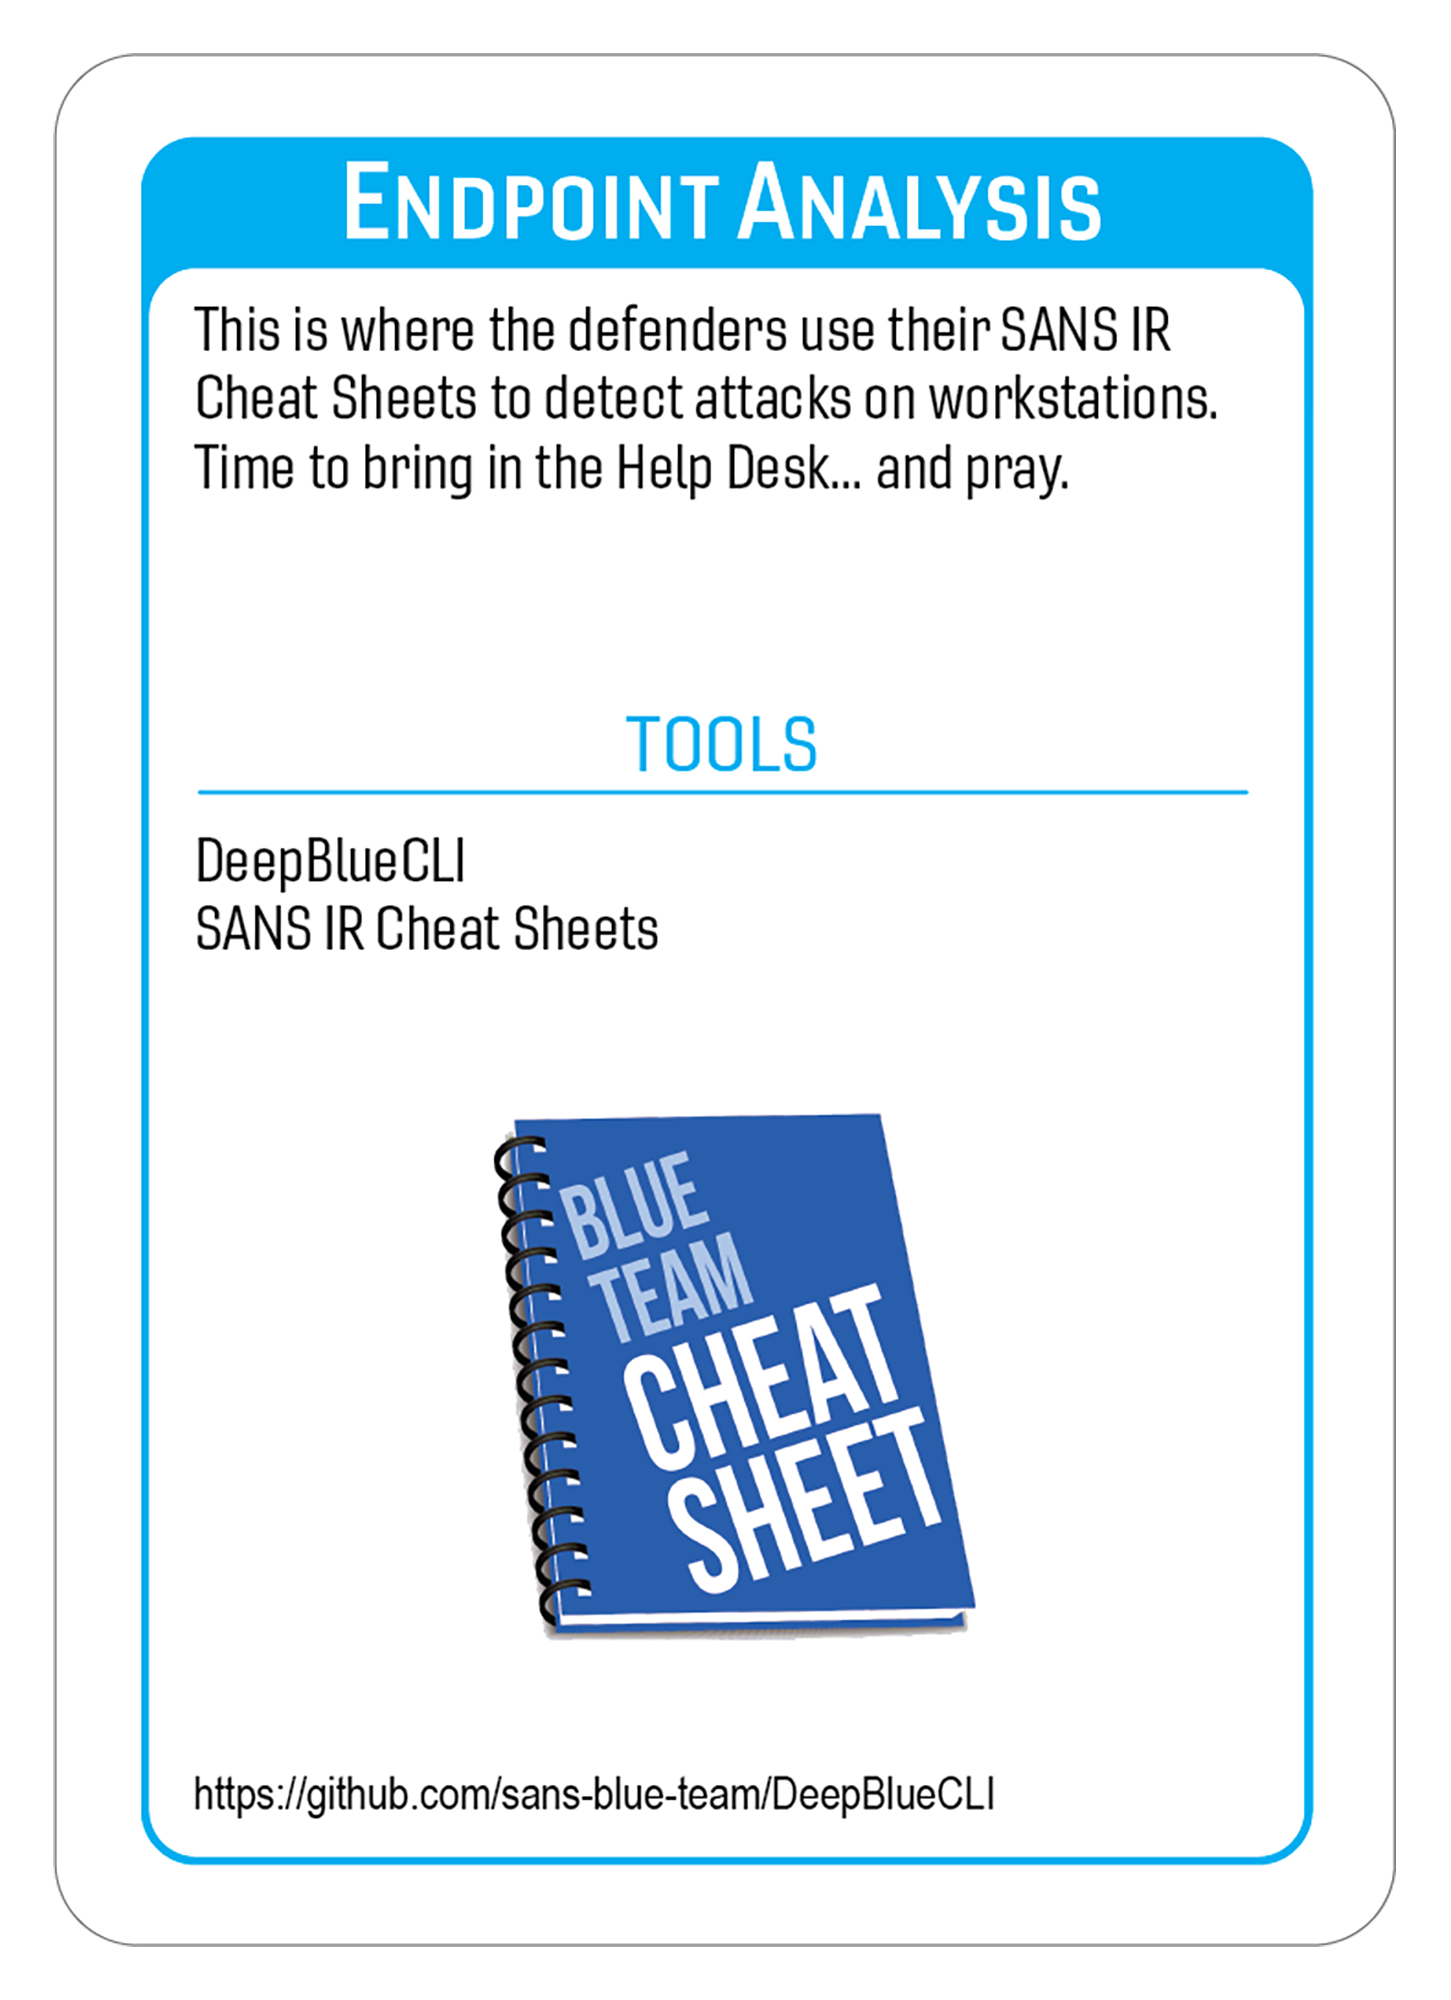 ENDPOINT ANALYSIS
This is where the defenders use their SANS IR
Cheat Sheets to detect attacks on workstations.
Time to bring in the Help Desk... and pray.
TOOLS
DeepBlueCLI
SANS IR Cheat Sheets
BLUE
TEAM
CHEAT
SHEET
https://github.com/sans-blue-team/DeepBlueCLI